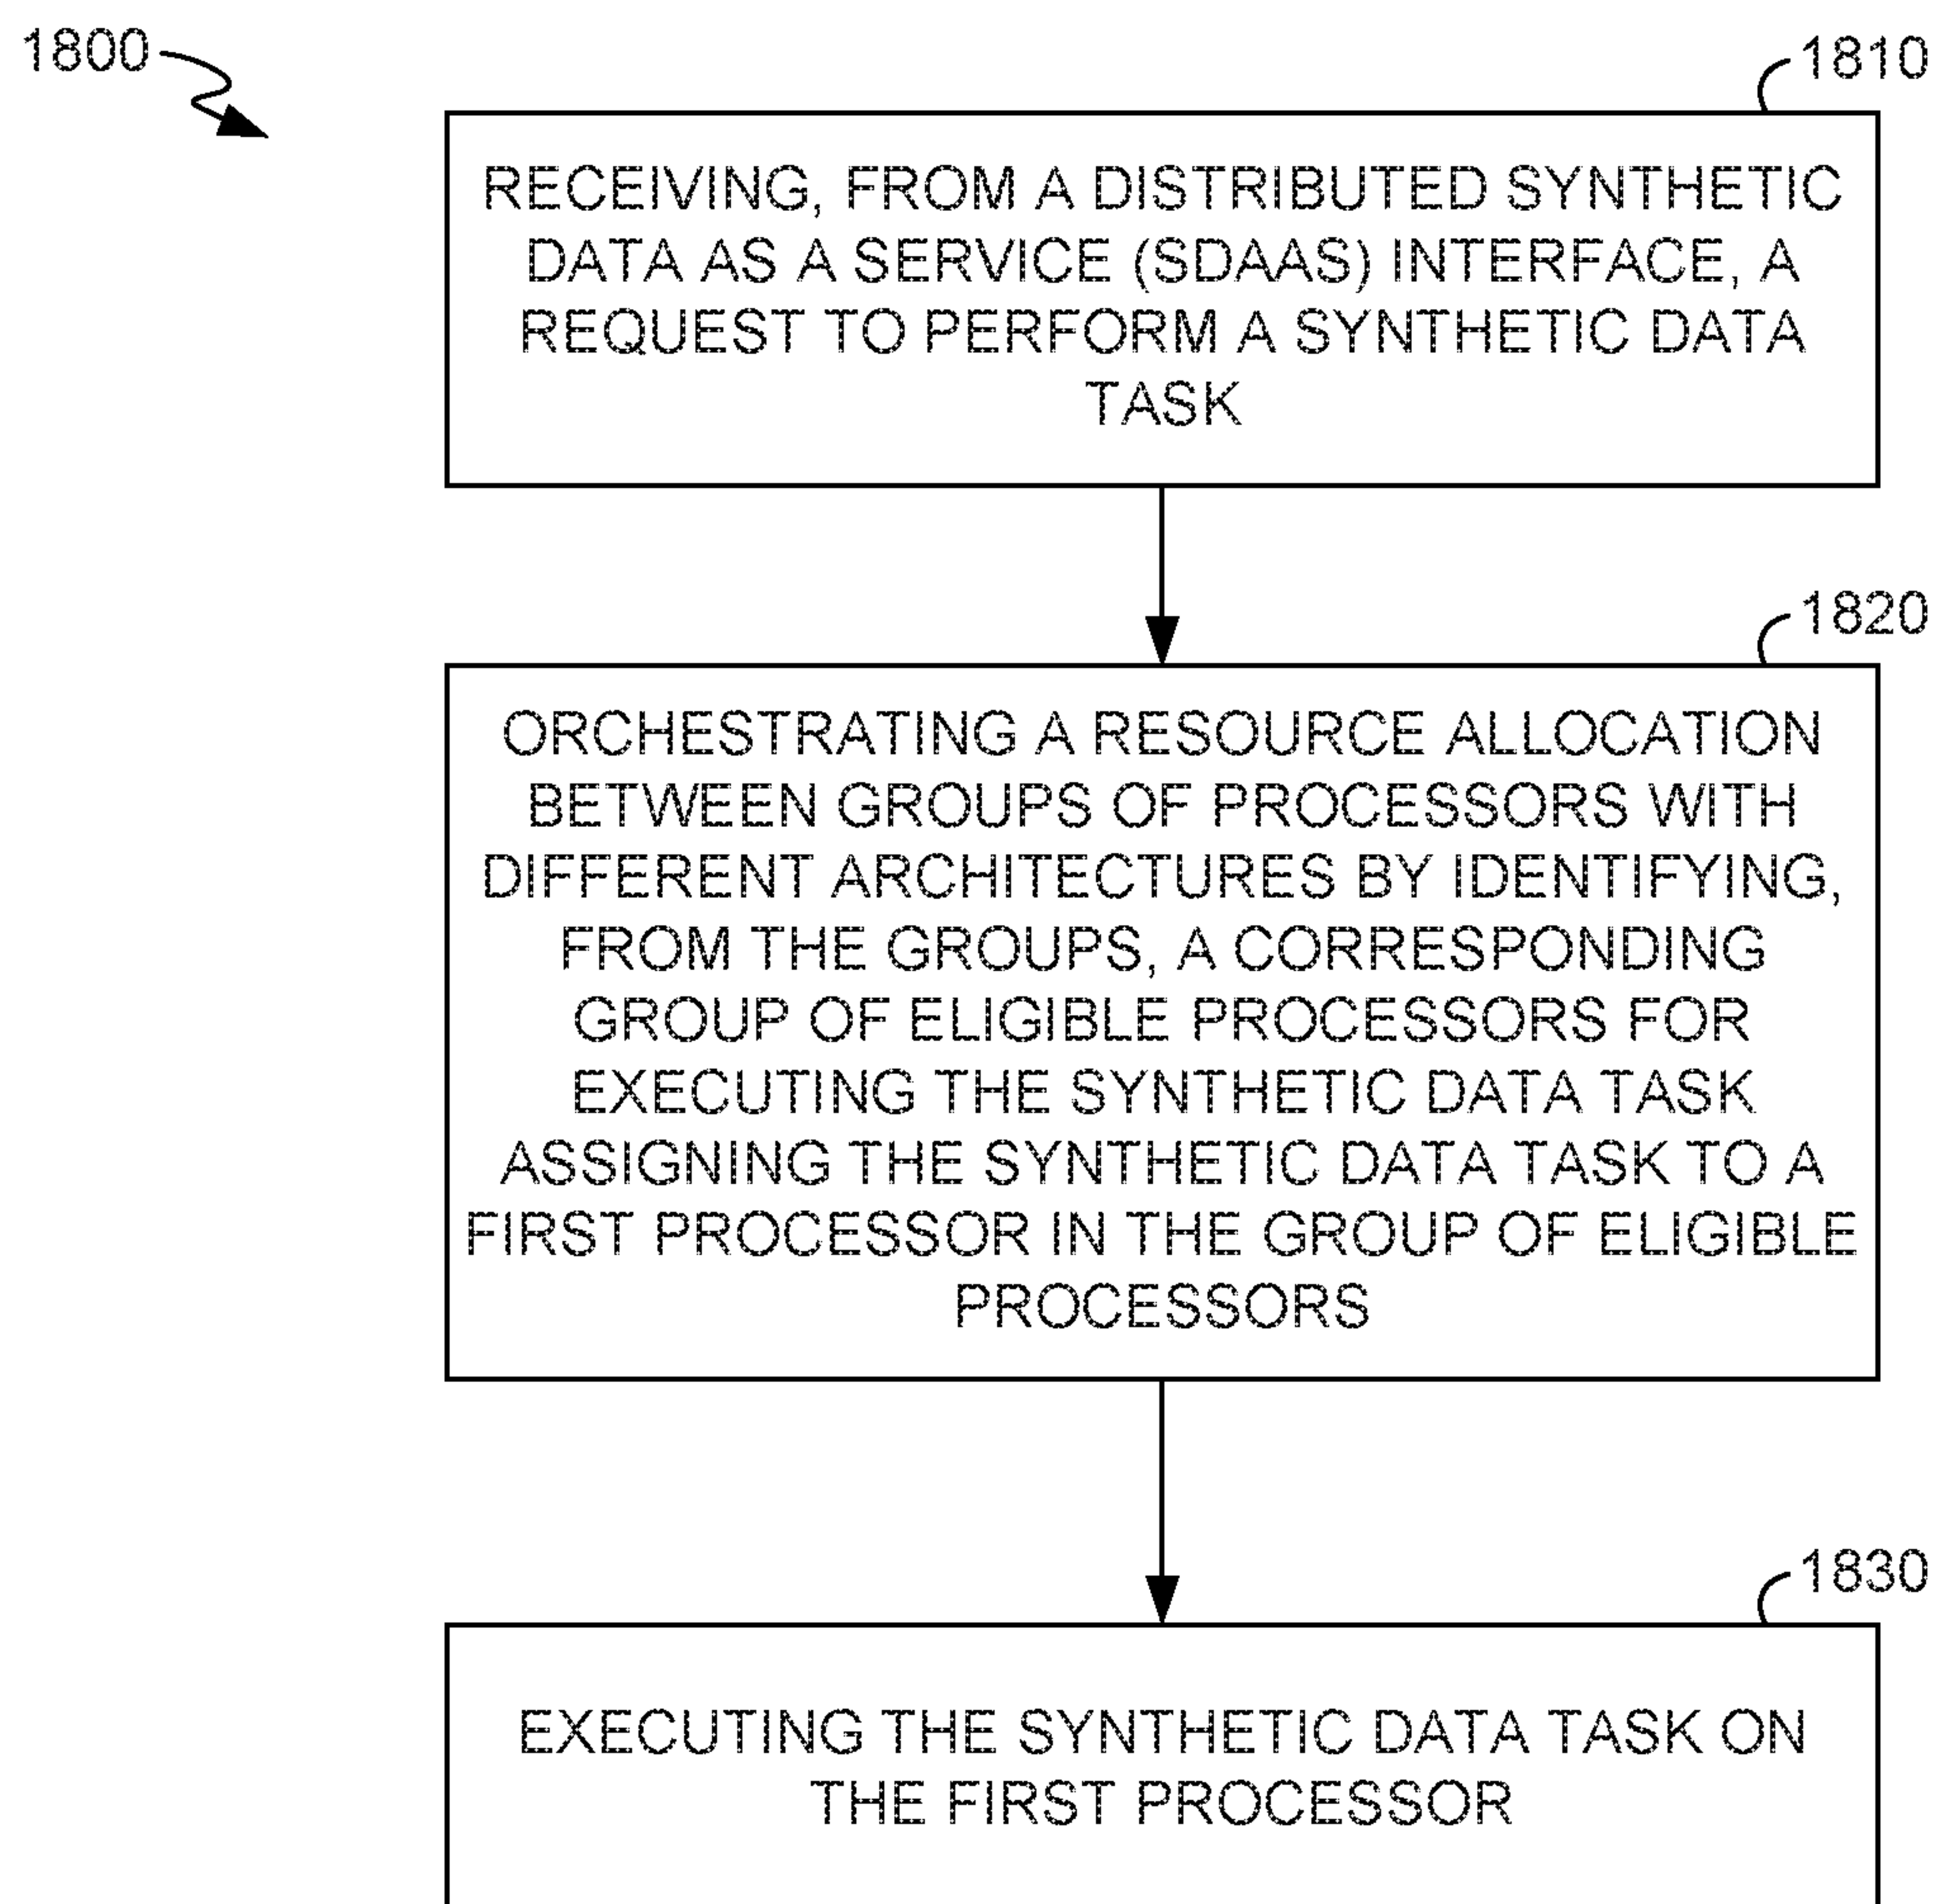 1800
1810
RECEIVING, FROM A DISTRIBUTED SYNTHETIC
DATA AS A SERVICE (SDAAS) INTERFACE, A
REQUEST TO PERFORM A SYNTHETIC DATA
TASK
1820
ORCHESTRATING A RESOURCE ALLOCATION
BETWEEN GROUPS OF PROCESSORS WITH
DIFFERENT ARCHITECTURES BY IDENTIFYING,
FROM THE GROUPS, A CORRESPONDING
GROUP OF ELIGIBLE PROCESSORS FOR
EXECUTING THE SYNTHETIC DATA TASK
ASSIGNING THE SYNTHETIC DATA TASK TO A
FIRST PROCESSOR IN THE GROUP OF ELIGIBLE
PROCESSORS
1830
EXECUTING THE SYNTHETIC DATA TASK ON
THE FIRST PROCESSOR